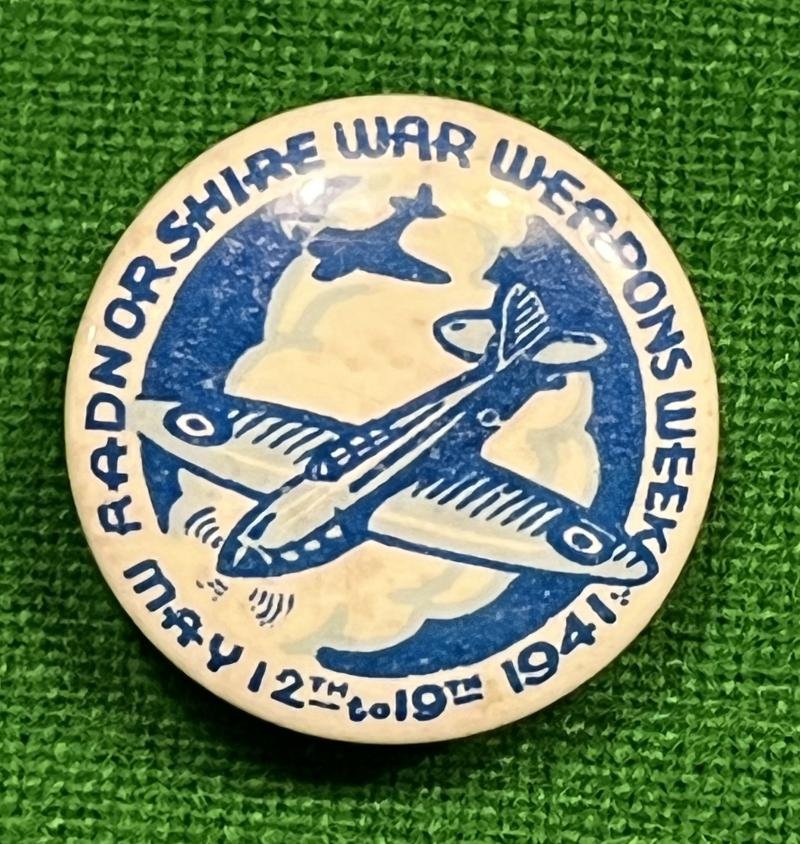 RADNORSHIRE WAR WEAPONS WEEK
MAY 12TH to 19TH 1941.